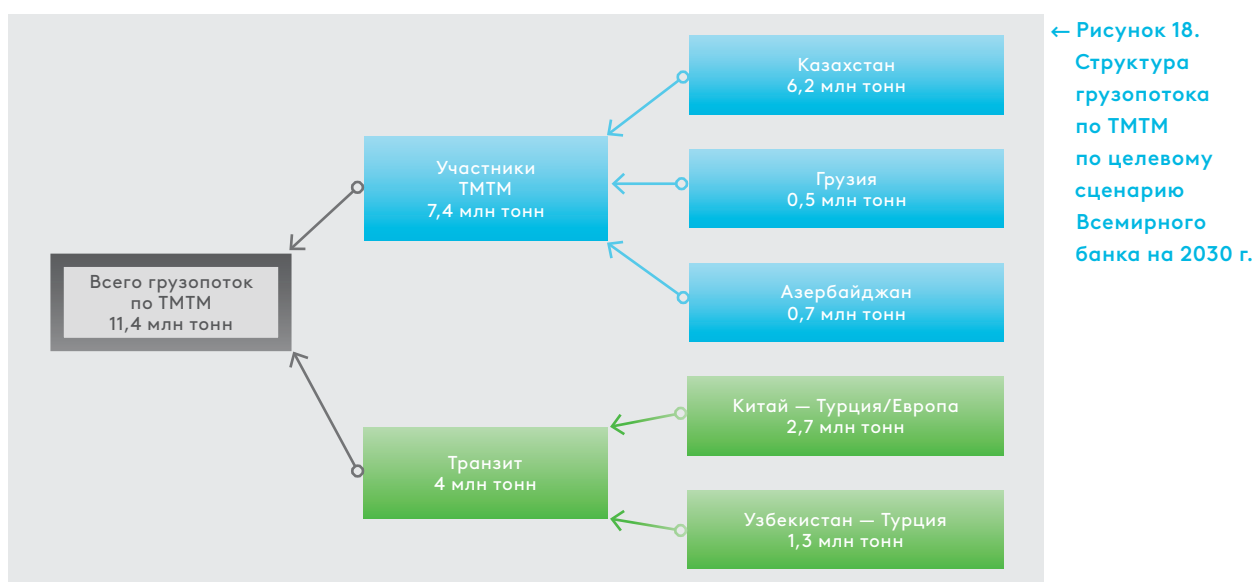 ← Рисунок 18.
Структура
грузопотока
по ТМТМ
по целевому
сценарию
Всемирного
банка на 2030 г.
Всего грузопоток
по ТМТМ
11,4 млн тонн
Участники
ТМТМ
7,4 млн тонн
Казахстан
6,2 млн тонн
Грузия
0,5 млн тонн
Азербайджан
0,7 млн тонн
Транзит
4 млн тонн
Китай — Турция/Европа
2,7 млн тонн
Узбекистан — Турция
1,3 млн тонн